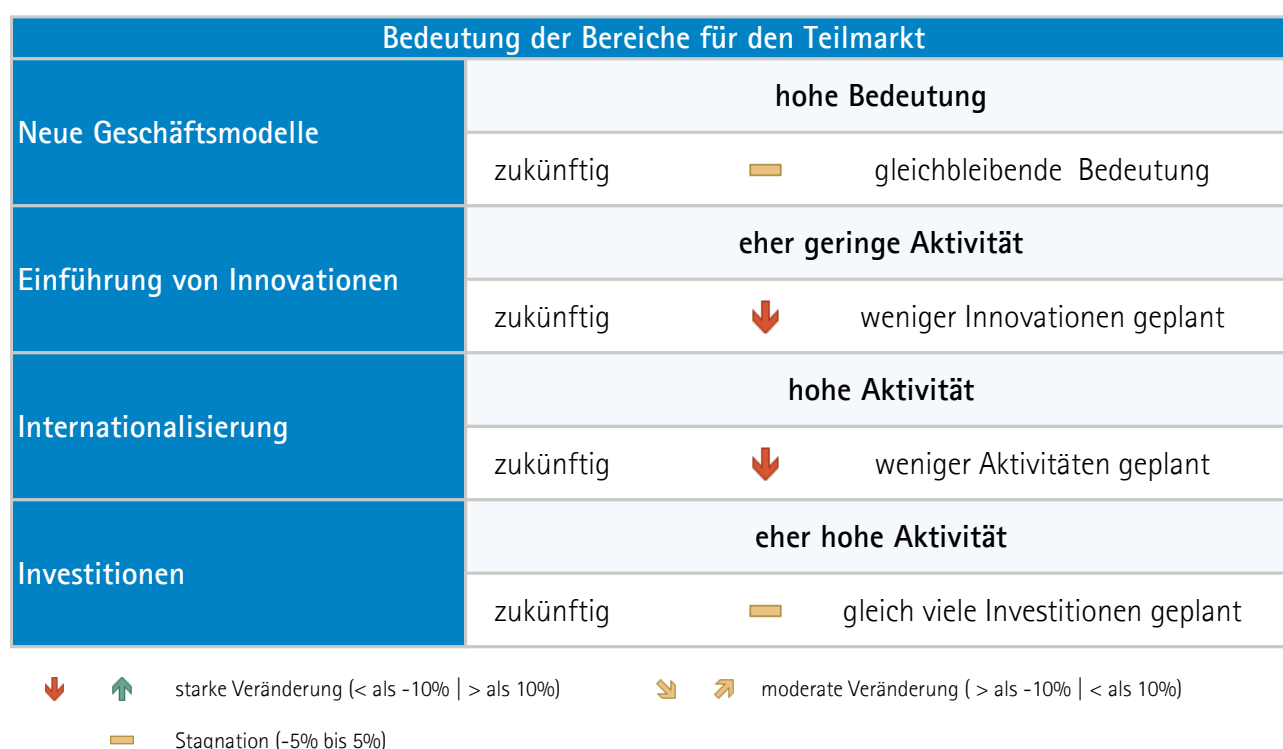 Bedeutung der Bereiche für den Teilmarkt
Neue Geschäftsmodelle
hohe Bedeutung
zukünftig gleichbleibende Bedeutung
Einführung von Innovationen
eher geringe Aktivität
zukünftig weniger Innovationen geplant
Internationalisierung
hohe Aktivität
zukünftig weniger Aktivitäten geplant
Investitionen
eher hohe Aktivität
zukünftig gleich viele Investitionen geplant
starke Veränderung (< als -10% | > als 10%) moderate Veränderung ( > als -10% | < als 10%)
Stagnation (-5% bis 5%)